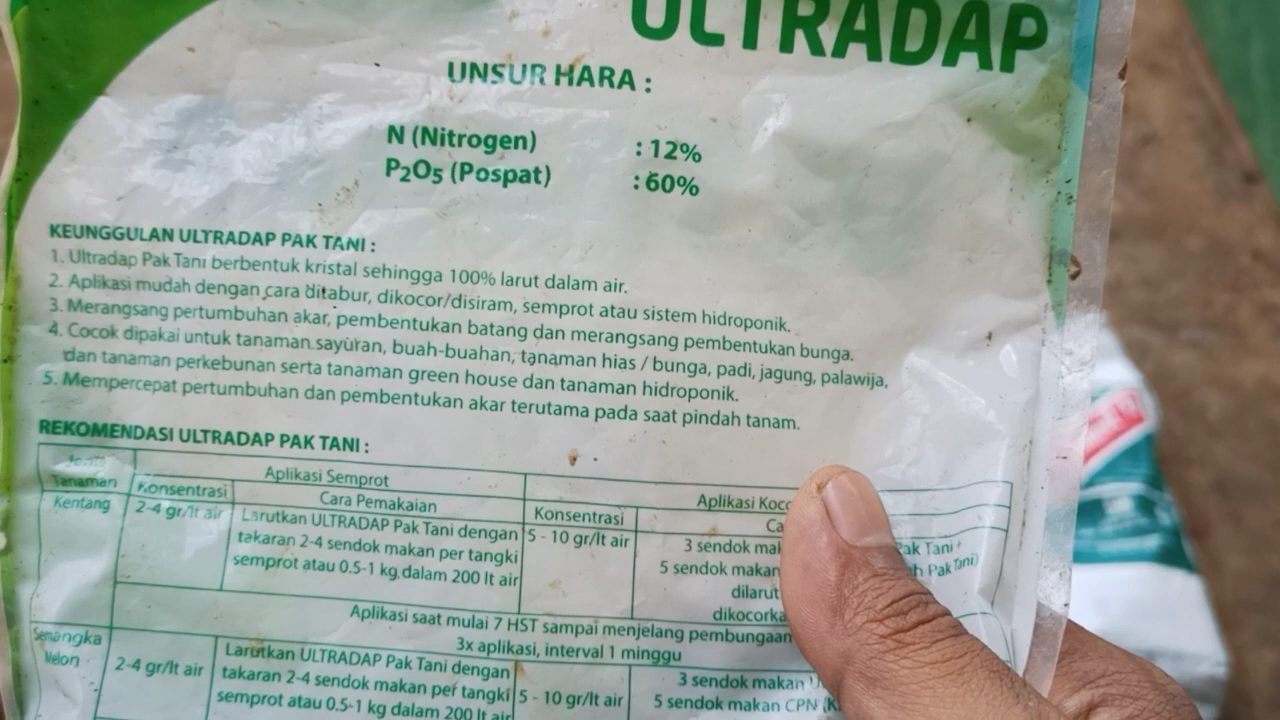 ULTRADAP
UNSUR HARA :
N (Nitrogen) : 12%
P₂O₅ (Pospat) : 60%
KEUNGGULAN ULTRADAP PAK TANI :
1. Ultradap Pak Tani berbentuk kristal sehingga 100% larut dalam air.
2. Aplikasi mudah dengan cara ditabur, dikocor/disiram, semprot atau sistem hidroponik.
3. Merangsang pertumbuhan akar, pembentukan batang dan merangsang pembentukan bunga.
4. Cocok dipakai untuk tanaman sayuran, buah-buahan, tanaman hias / bunga, padi, jagung, palawija,
dan tanaman perkebunan serta tanaman green house dan tanaman hidroponik.
5. Mempercepat pertumbuhan dan pembentukan akar terutama pada saat pindah tanam.
REKOMENDASI ULTRADAP PAK TANI :
Jenis Tanaman
Aplikasi Semprot
Konsentrasi
Cara Pemakaian
Aplikasi
Konsentrasi
Kentang
2-4 gr/lt air
Larutkan ULTRADAP Pak Tani dengan
takaran 2-4 sendok makan per tangki
semprot atau 0.5-1 kg dalam 200 lt air
5 - 10 gr/lt air
3 sendok Pak Tani +
5 sendok makan Pak Tani)
Aplikasi saat mulai 7 HST sampai menjelang pembungaan
3x aplikasi, interval 1 minggu
Semangka
Melon
2-4 gr/lt air
Larutkan ULTRADAP Pak Tani dengan
takaran 2-4 sendok makan per tangki
semprot atau 0.5-1 kg dalam 200 lt air
5 - 10 gr/lt air
3 sendok makan
5 sendok makan CPN